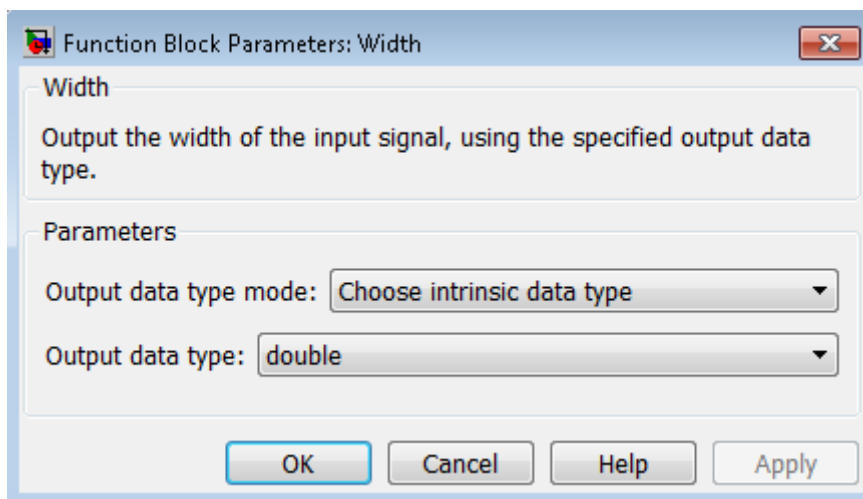 Function Block Parameters: Width
Width
Output the width of the input signal, using the specified output data
type.
Parameters
Output data type mode: Choose intrinsic data type
Output data type: double
OK Cancel Help Apply